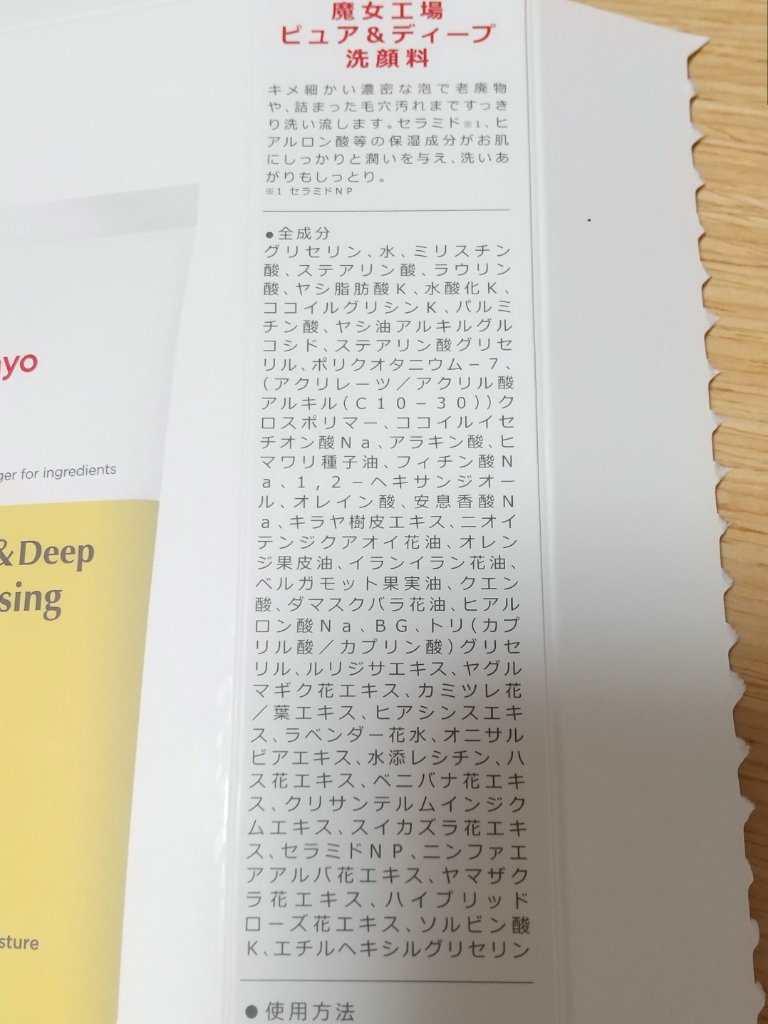 魔女工場
ピュア&ディープ
洗顔料
キメ細かい濃密な泡で老廃物
や、詰まった毛穴汚れまですっき
り洗い流します。セラミド※1、ヒ
アルロン酸等の保湿成分がお肌
にしっかりと潤いを与え、洗いあ
がりもしっとり。
※1 セラミドNP
●全成分
グリセリン、水、ミリスチン
酸、ステアリン酸、ラウリン
酸、ヤシ脂肪酸K、水酸化K、
ココイルグリシンK、パルミ
チン酸、ヤシ油アルキルグル
コシド、ステアリン酸グリセ
リル、ポリクオタニウム-7、
(アクリレーツ/アクリル酸
アルキル(C10-30))ク
ロスポリマー、ココイルイセ
チオン酸Na、アラキン酸、ヒ
マワリ種子油、フィチン酸N
a、1,2-ヘキサンジオー
ル、オレイン酸、安息香酸N
a、キラヤ樹皮エキス、ニオイ
テンジクアオイ花油、オレン
ジ果皮油、イランイラン花油、
ベルガモット果実油、クエン
酸、ダマスクバラ花油、ヒアル
ロン酸Na、BG、トリ(カプ
リル酸/カプリン酸)グリセ
リル、ルリジサエキス、ヤグル
マギク花エキス、カミツレ花
/葉エキス、ヒアシンスエキ
ス、ラベンダー花水、オニサル
ビアエキス、水添レシチン、ハ
ス花エキス、ベニバナ花エキ
ス、クリサンテルムインジク
ムエキス、スイカズラ花エキ
ス、セラミドNP、ニンファエ
アアルバ花エキス、ヤマザク
ラ花エキス、ハイブリッド
ローズ花エキス、ソルビン酸
K、エチルヘキシルグリセリン
●使用方法
yo
ger for ingredients
&Deep
sing
sture